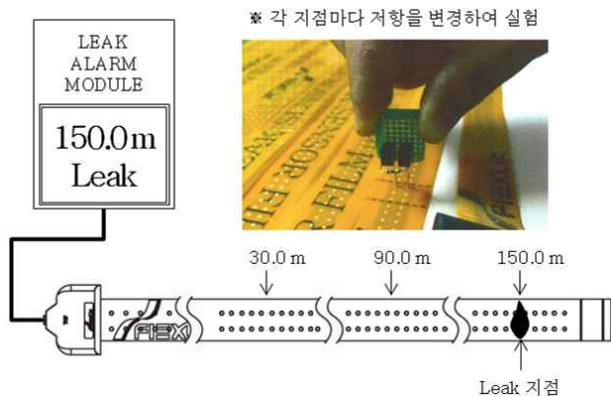 ※ 각 지점마다 저항을 변경하여 실험
LEAK
ALARM
MODULE
150.0m
Leak
30.0 m
90.0 m
150.0 m
FLEX
Leak 지점